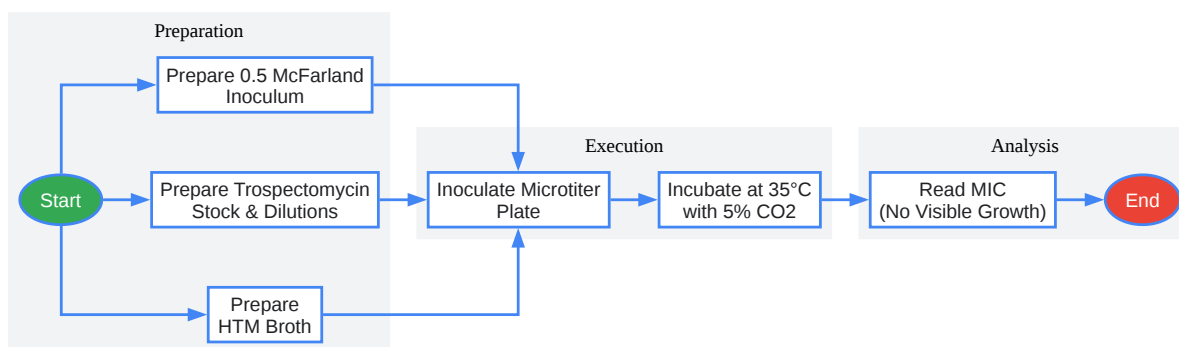 Preparation
Prepare 0.5 McFarland
Inoculum
Start
Prepare Trospectomycin
Stock & Dilutions
Prepare
HTM Broth
Execution
Inoculate Microtiter
Plate
Incubate at 35°C
with 5% CO2
Analysis
Read MIC
(No Visible Growth)
End